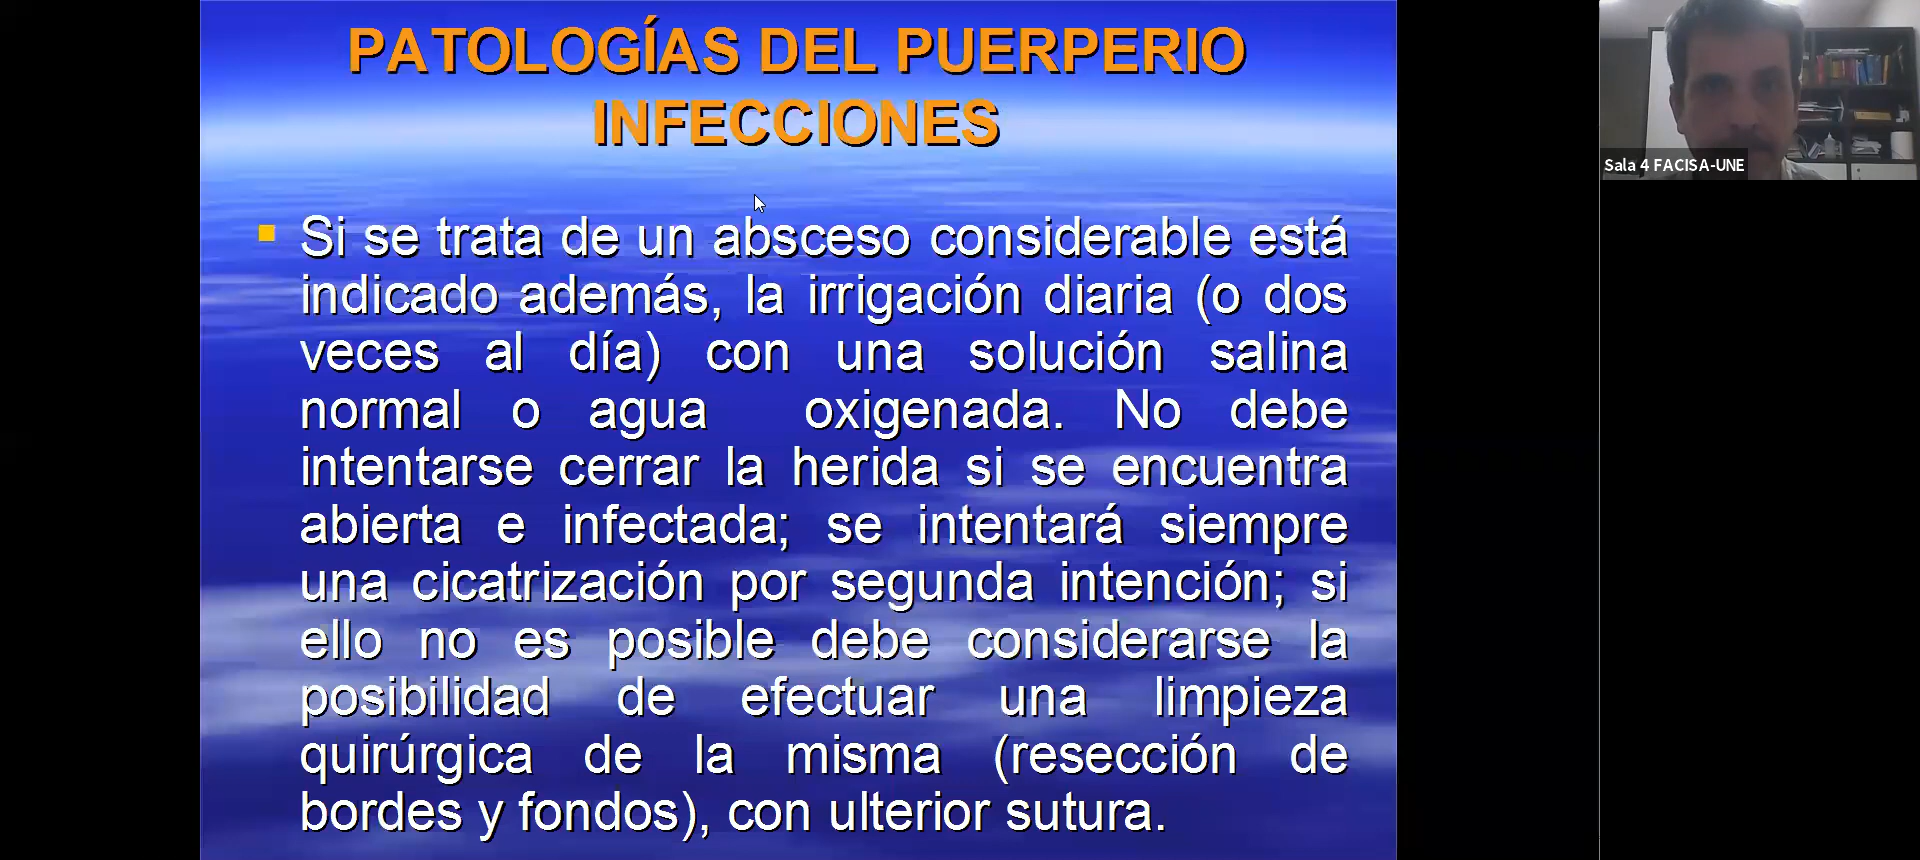 PATOLOGÍAS DEL PUERPERIO
INFECCIONES
Si se trata de un absceso considerable está
indicado además, la irrigación diaria (o dos
veces al día) con una solución salina
normal o agua oxigenada. No debe
intentarse cerrar la herida si se encuentra
abierta e infectada; se intentará siempre
una cicatrización por segunda intención; si
ello no es posible debe considerarse la
posibilidad de efectuar una limpieza
quirúrgica de la misma (resección de
bordes y fondos), con ulterior sutura.
Sala 4 FACISA-UNE